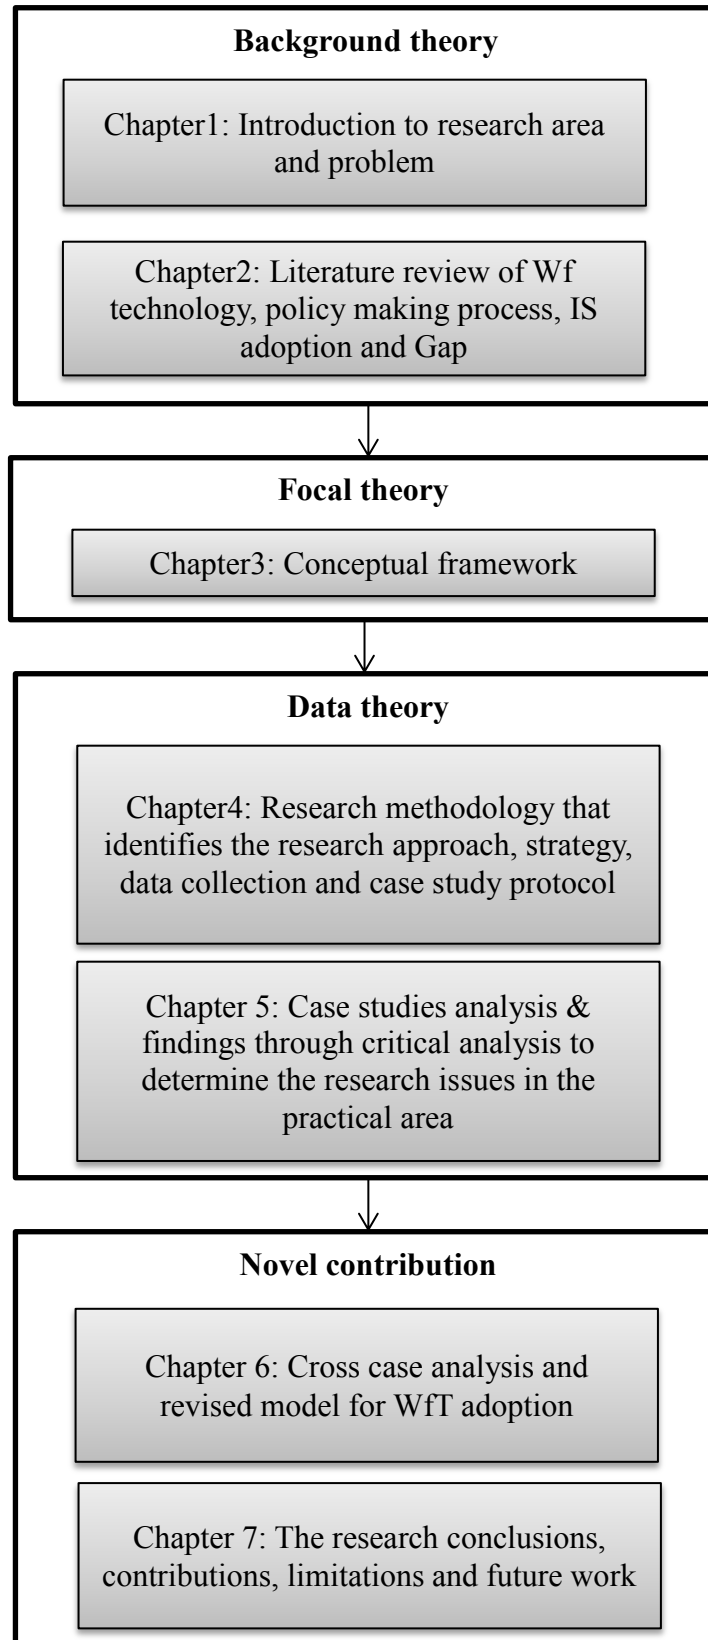 Background theory
Chapter1: Introduction to research area
and problem
Chapter2: Literature review of Wf
technology, policy making process, IS
adoption and Gap
Focal theory
Chapter3: Conceptual framework
Data theory
Chapter4: Research methodology that
identifies the research approach, strategy,
data collection and case study protocol
Chapter 5: Case studies analysis &
findings through critical analysis to
determine the research issues in the
practical area
Novel contribution
Chapter 6: Cross case analysis and
revised model for WfT adoption
Chapter 7: The research conclusions,
contributions, limitations and future work